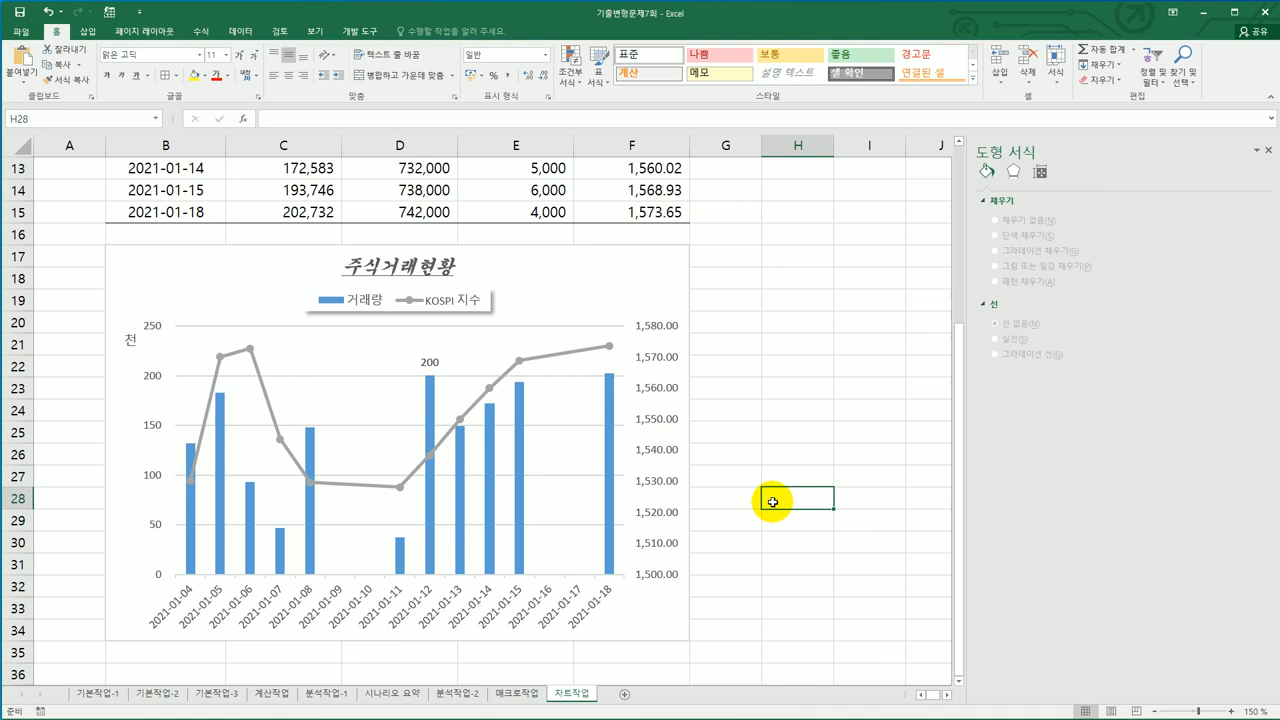 기출변형문제7회 - Excel
파일 홈 삽입 페이지 레이아웃 수식 데이터 검토 보기 개발 도구 수행할 작업을 알려 주세요. 공유
붙여넣기 잘라내기 복사 서식 복사 클립보드
맑은 고딕 11 가 가 가 가 가 글꼴
텍스트 줄 바꿈 병합하고 가운데 맞춤 맞춤
일반 % 표시 형식
조건부 서식 표 서식
표준 나쁨 보통 좋음 경고문
계산 메모 설명 텍스트 셀 확인 연결된 셀
스타일
삽입 삭제 서식 셀
자동 합계 채우기 지우기 정렬 및 필터 찾기 및 선택 편집
H28 fx
A B C D E F G H I J
13 2021-01-14 172,583 732,000 5,000 1,560.02
14 2021-01-15 193,746 738,000 6,000 1,568.93
15 2021-01-18 202,732 742,000 4,000 1,573.65
16
17
18
19
20
21
22
23
24
25
26
27
28
29
30
31
32
33
34
35
36
주식거래현황
거래량 KOSPI 지수
천
250
200
150
100
50
0
200
1,580.00
1,570.00
1,560.00
1,550.00
1,540.00
1,530.00
1,520.00
1,510.00
1,500.00
2021-01-04 2021-01-05 2021-01-06 2021-01-07 2021-01-08 2021-01-09 2021-01-10 2021-01-11 2021-01-12 2021-01-13 2021-01-14 2021-01-15 2021-01-16 2021-01-17 2021-01-18
도형 서식
채우기
채우기 없음(N)
단색 채우기(S)
그라데이션 채우기(G)
그림 또는 질감 채우기(P)
패턴 채우기(A)
선
선 없음(N)
실선(S)
그라데이션 선(G)
기본작업-1 기본작업-2 기본작업-3 계산작업 분석작업-1 시나리오 요약 분석작업-2 매크로작업 차트작업
준비 150 %